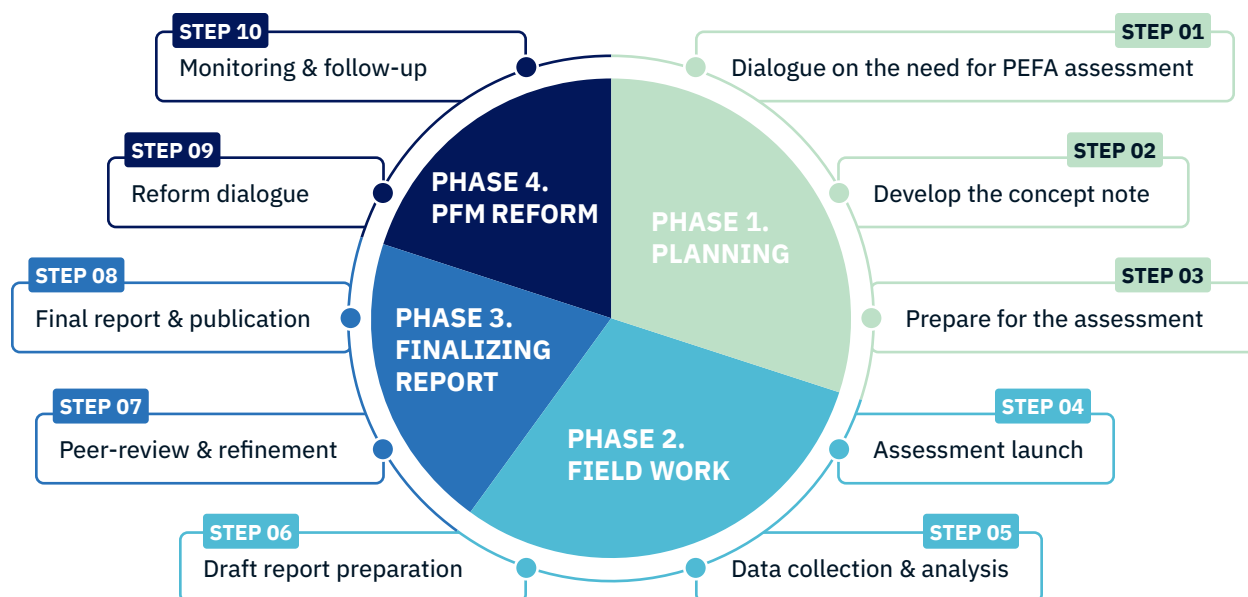 STEP 01
Dialogue on the need for PEFA assessment
STEP 02
Develop the concept note
STEP 03
Prepare for the assessment
STEP 04
Assessment launch
STEP 05
Data collection & analysis
STEP 06
Draft report preparation
STEP 07
Peer-review & refinement
STEP 08
Final report & publication
STEP 09
Reform dialogue
STEP 10
Monitoring & follow-up
PHASE 1.
PLANNING
PHASE 2.
FIELD WORK
PHASE 3.
FINALIZING
REPORT
PHASE 4.
PFM REFORM